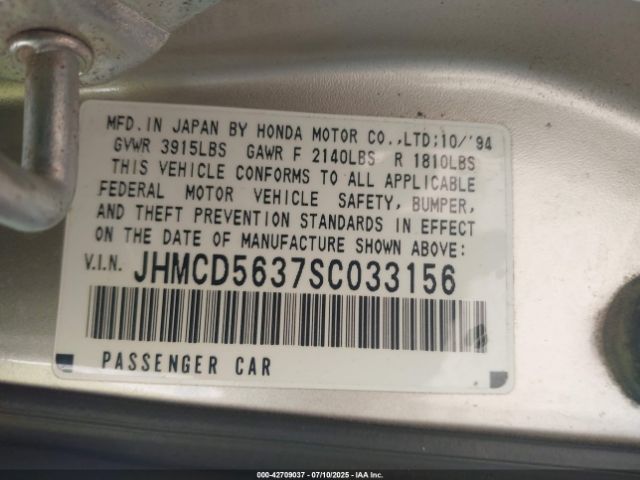 MFD. IN JAPAN BY HONDA MOTOR CO.,LTD;10/'94
GVWR 3915LBS GAWR F 2140LBS R 1810LBS
THIS VEHICLE CONFORMS TO ALL APPLICABLE
FEDERAL MOTOR VEHICLE SAFETY, BUMPER,
AND THEFT PREVENTION STANDARDS IN EFFECT
ON THE DATE OF MANUFACTURE SHOWN ABOVE:
V.I.N. JHMCD5637SC033156
PASSENGER CAR
000-42709037 - 07/10/2025 - IAA Inc.